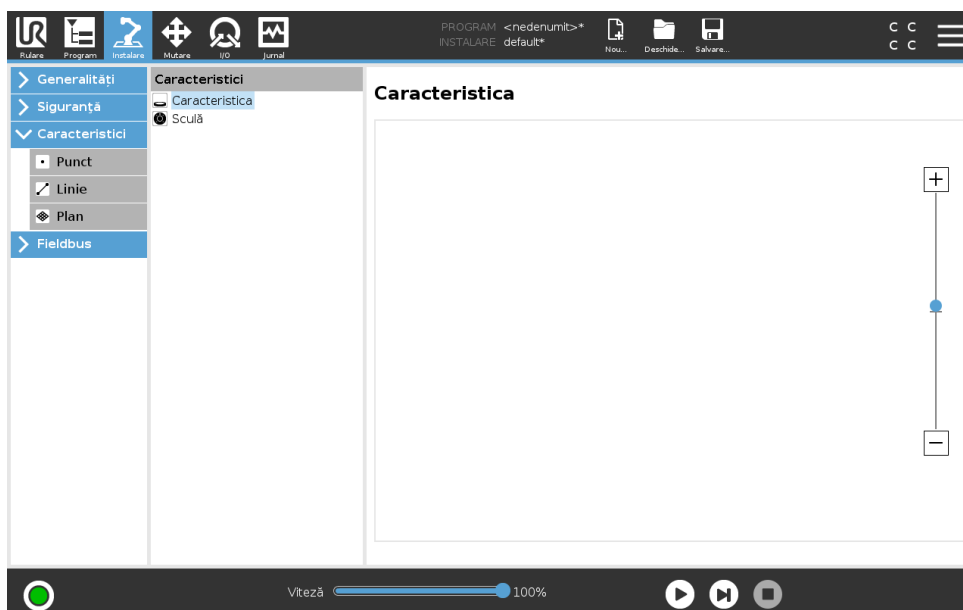 UR
PROGRAM <nedenumit>*
INSTALARE default*
Rulare Program Instalare Mutare I/O Jurnal
Nou... Deschide... Salvare...
C C
C C
Generalități
Siguranță
Caracteristici
Punct
Linie
Plan
Fieldbus
Caracteristici
Caracteristica
Sculă
Caracteristica
Viteză 100%